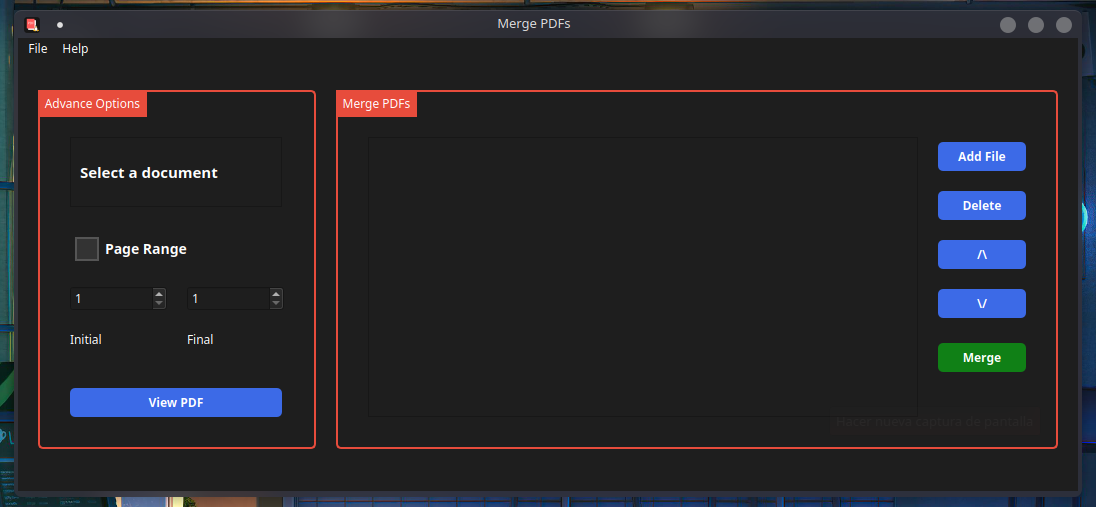 Merge PDFs
File Help
Advance Options
Select a document
Page Range
1 1
Initial Final
View PDF
Merge PDFs
Add File
Delete
/\
\/
Merge
Hacer nueva captura de pantalla